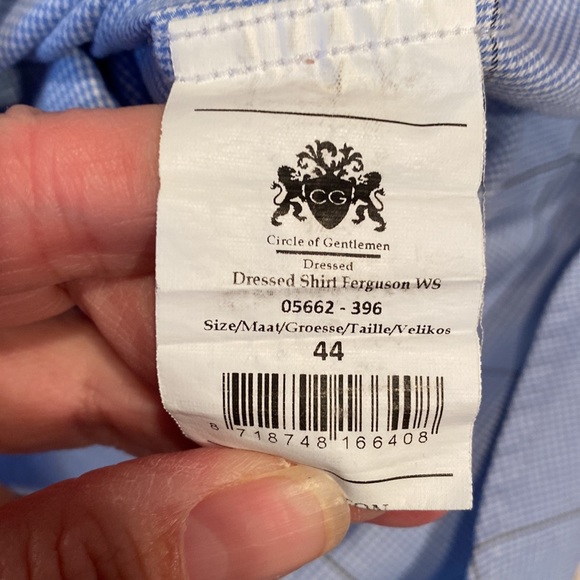 CG
Circle of Gentlemen
Dressed
Dressed Shirt Ferguson WS
05662 - 396
Size/Maat/Groesse/Taille/Velikos
44
8 718748 166408